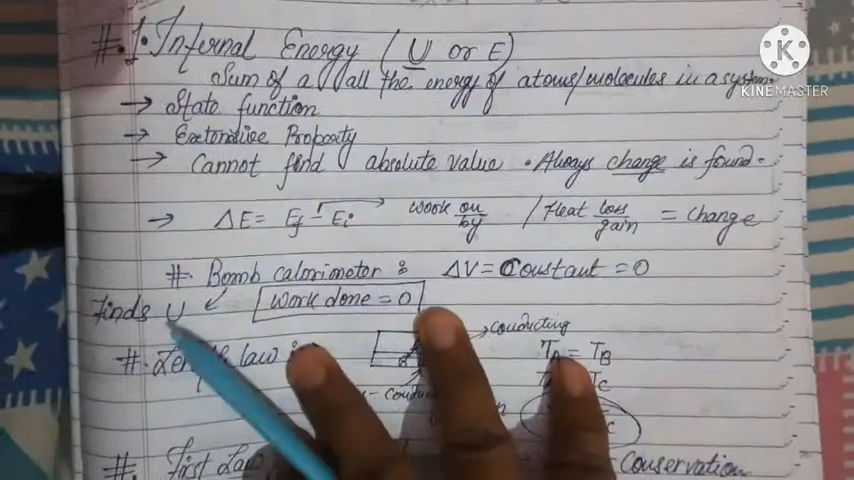 #.1. Internal Energy (U or E)
Sum of a all the energy of atoms/molecules in a system.
→ State function
→ Extensive Property
→ Cannot find absolute value. Always change is found.
→ ΔE = Ef - Ei work on/by / Heat loss/gain = change
#. Bomb calorimeter : ΔV = Constant = 0
Finds U Work done = 0
#. law conducting TA = TB
#. First Law Conservation
K
KINEMASTER